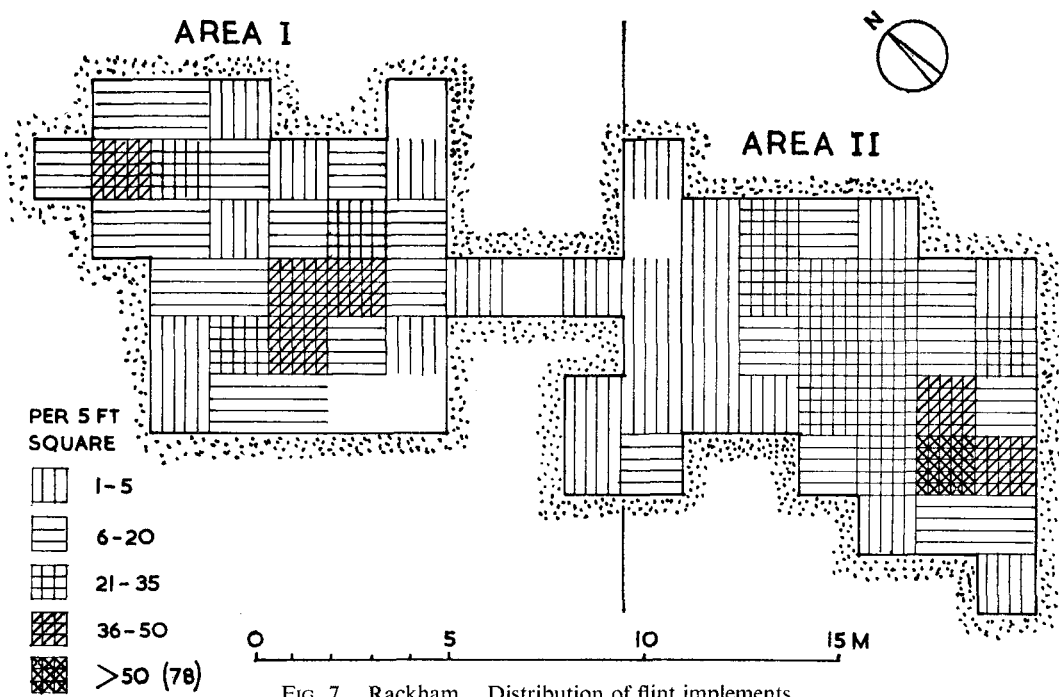 AREA I
N
AREA II
PER 5 FT
SQUARE
1-5
6-20
21-35
36-50
>50 (78)
0 5 10 15 M
FIG. 7. Rackham. Distribution of flint implements